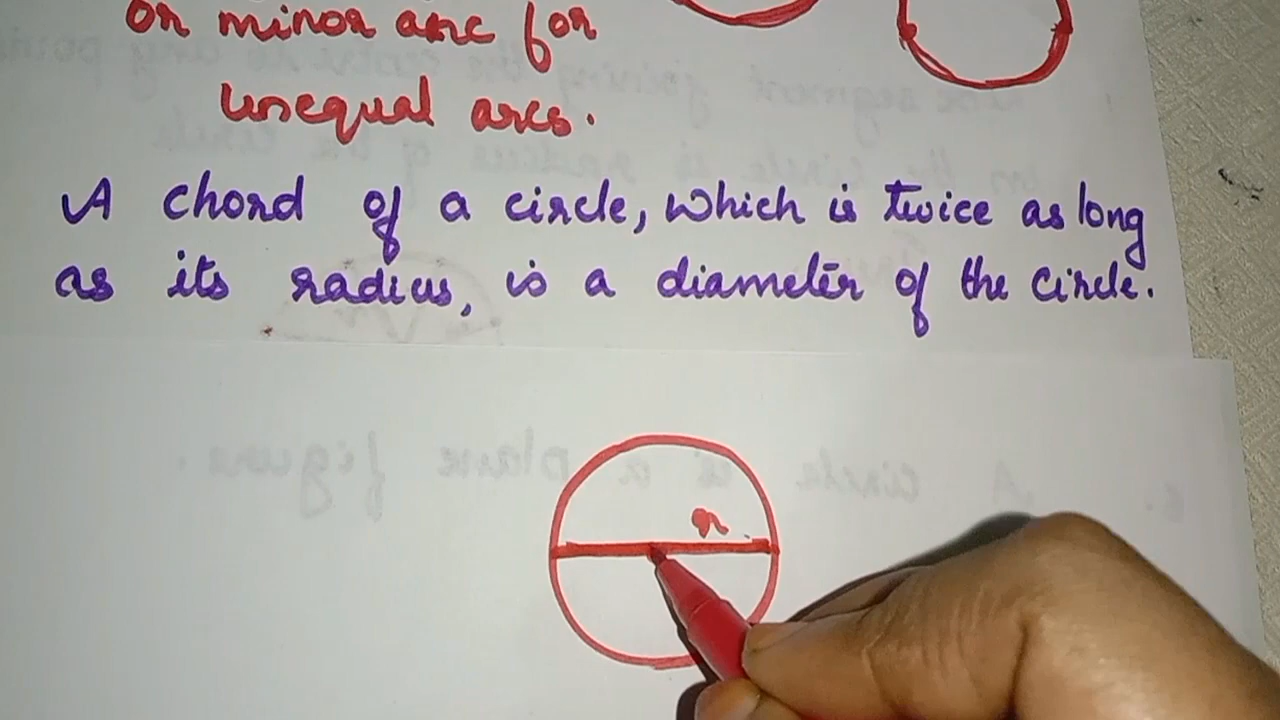 or minor arc for
unequal arcs.
A chord of a circle, which is twice as long
as its radius, is a diameter of the circle.
r